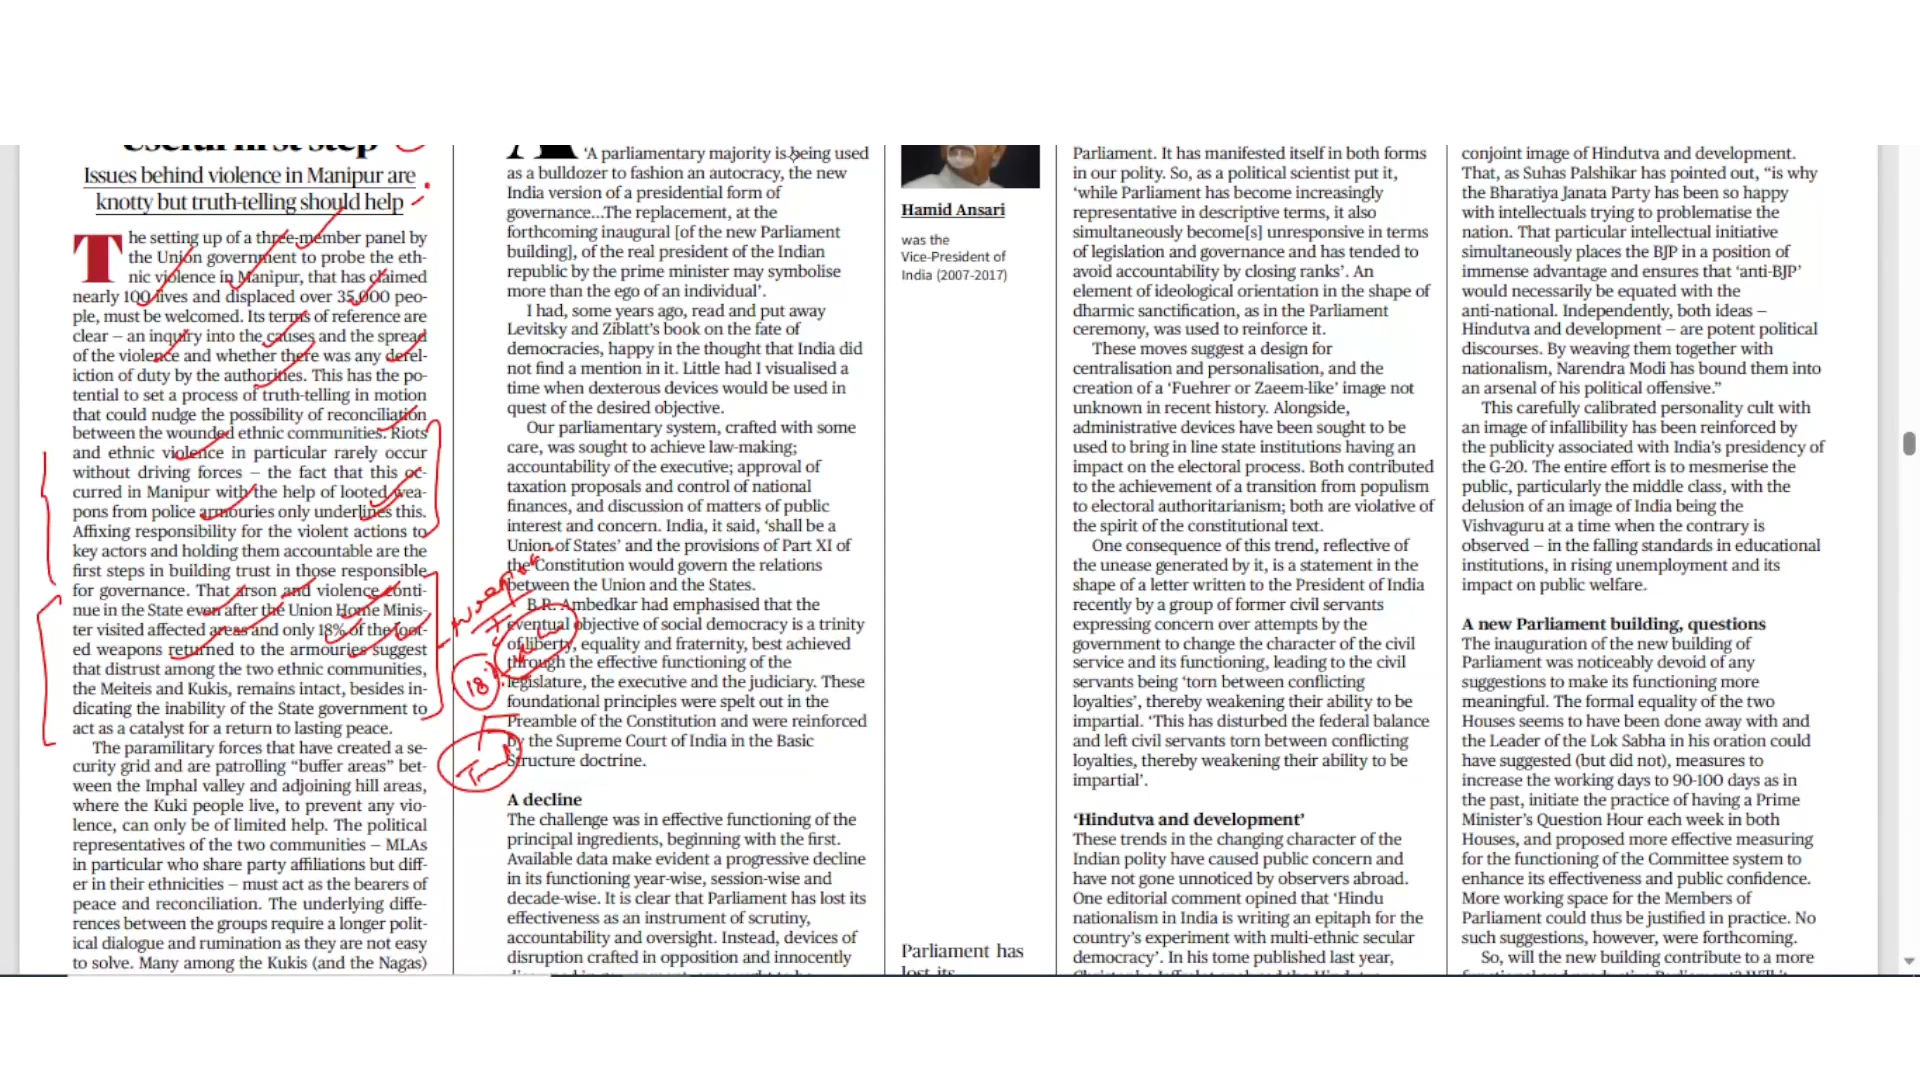 Useful first step
Issues behind violence in Manipur are
knotty but truth-telling should help
The setting up of a three-member panel by
the Union government to probe the eth-
nic violence in Manipur, that has claimed
nearly 100 lives and displaced over 35,000 peo-
ple, must be welcomed. Its terms of reference are
clear – an inquiry into the causes and the spread
of the violence and whether there was any derel-
iction of duty by the authorities. This has the po-
tential to set a process of truth-telling in motion
that could nudge the possibility of reconciliation
between the wounded ethnic communities. Riots
and ethnic violence in particular rarely occur
without driving forces – the fact that this oc-
curred in Manipur with the help of looted wea-
pons from police armouries only underlines this.
Affixing responsibility for the violent actions to
key actors and holding them accountable are the
first steps in building trust in those responsible
for governance. That arson and violence conti-
nue in the State even after the Union Home Minis-
ter visited affected areas and only 18% of the loot-
ed weapons returned to the armouries suggest
that distrust among the two ethnic communities,
the Meiteis and Kukis, remains intact, besides in-
dicating the inability of the State government to
act as a catalyst for a return to lasting peace.
The paramilitary forces that have created a se-
curity grid and are patrolling “buffer areas” bet-
ween the Imphal valley and adjoining hill areas,
where the Kuki people live, to prevent any vio-
lence, can only be of limited help. The political
representatives of the two communities – MLAs
in particular who share party affiliations but diff-
er in their ethnicities – must act as the bearers of
peace and reconciliation. The underlying diffe-
rences between the groups require a longer polit-
ical dialogue and rumination as they are not easy
to solve. Many among the Kukis (and the Nagas)
18%
Trust
A
‘A parliamentary majority is being used
as a bulldozer to fashion an autocracy, the new
India version of a presidential form of
governance...The replacement, at the
forthcoming inaugural [of the new Parliament
building], of the real president of the Indian
republic by the prime minister may symbolise
more than the ego of an individual’.
I had, some years ago, read and put away
Levitsky and Ziblatt’s book on the fate of
democracies, happy in the thought that India did
not find a mention in it. Little had I visualised a
time when dexterous devices would be used in
quest of the desired objective.
Our parliamentary system, crafted with some
care, was sought to achieve law-making;
accountability of the executive; approval of
taxation proposals and control of national
finances, and discussion of matters of public
interest and concern. India, it said, ‘shall be a
Union of States’ and the provisions of Part XI of
the Constitution would govern the relations
between the Union and the States.
B.R. Ambedkar had emphasised that the
eventual objective of social democracy is a trinity
of liberty, equality and fraternity, best achieved
through the effective functioning of the
legislature, the executive and the judiciary. These
foundational principles were spelt out in the
Preamble of the Constitution and were reinforced
by the Supreme Court of India in the Basic
Structure doctrine.
A decline
The challenge was in effective functioning of the
principal ingredients, beginning with the first.
Available data make evident a progressive decline
in its functioning year-wise, session-wise and
decade-wise. It is clear that Parliament has lost its
effectiveness as an instrument of scrutiny,
accountability and oversight. Instead, devices of
disruption crafted in opposition and innocently
Hamid Ansari
was the
Vice-President of
India (2007-2017)
Parliament has
lost its
Parliament. It has manifested itself in both forms
in our polity. So, as a political scientist put it,
‘while Parliament has become increasingly
representative in descriptive terms, it also
simultaneously become[s] unresponsive in terms
of legislation and governance and has tended to
avoid accountability by closing ranks’. An
element of ideological orientation in the shape of
dharmic sanctification, as in the Parliament
ceremony, was used to reinforce it.
These moves suggest a design for
centralisation and personalisation, and the
creation of a ‘Fuehrer or Zaeem-like’ image not
unknown in recent history. Alongside,
administrative devices have been sought to be
used to bring in line state institutions having an
impact on the electoral process. Both contributed
to the achievement of a transition from populism
to electoral authoritarianism; both are violative of
the spirit of the constitutional text.
One consequence of this trend, reflective of
the unease generated by it, is a statement in the
shape of a letter written to the President of India
recently by a group of former civil servants
expressing concern over attempts by the
government to change the character of the civil
service and its functioning, leading to the civil
servants being ‘torn between conflicting
loyalties’, thereby weakening their ability to be
impartial. ‘This has disturbed the federal balance
and left civil servants torn between conflicting
loyalties, thereby weakening their ability to be
impartial’.
‘Hindutva and development’
These trends in the changing character of the
Indian polity have caused public concern and
have not gone unnoticed by observers abroad.
One editorial comment opined that ‘Hindu
nationalism in India is writing an epitaph for the
country’s experiment with multi-ethnic secular
democracy’. In his tome published last year,
conjoint image of Hindutva and development.
That, as Suhas Palshikar has pointed out, “is why
the Bharatiya Janata Party has been so happy
with intellectuals trying to problematise the
nation. That particular intellectual initiative
simultaneously places the BJP in a position of
immense advantage and ensures that ‘anti-BJP’
would necessarily be equated with the
anti-national. Independently, both ideas –
Hindutva and development – are potent political
discourses. By weaving them together with
nationalism, Narendra Modi has bound them into
an arsenal of his political offensive.”
This carefully calibrated personality cult with
an image of infallibility has been reinforced by
the publicity associated with India’s presidency of
the G-20. The entire effort is to mesmerise the
public, particularly the middle class, with the
delusion of an image of India being the
Vishvaguru at a time when the contrary is
observed – in the falling standards in educational
institutions, in rising unemployment and its
impact on public welfare.
A new Parliament building, questions
The inauguration of the new building of
Parliament was noticeably devoid of any
suggestions to make its functioning more
meaningful. The formal equality of the two
Houses seems to have been done away with and
the Leader of the Lok Sabha in his oration could
have suggested (but did not), measures to
increase the working days to 90-100 days as in
the past, initiate the practice of having a Prime
Minister’s Question Hour each week in both
Houses, and proposed more effective measuring
for the functioning of the Committee system to
enhance its effectiveness and public confidence.
More working space for the Members of
Parliament could thus be justified in practice. No
such suggestions, however, were forthcoming.
So, will the new building contribute to a more